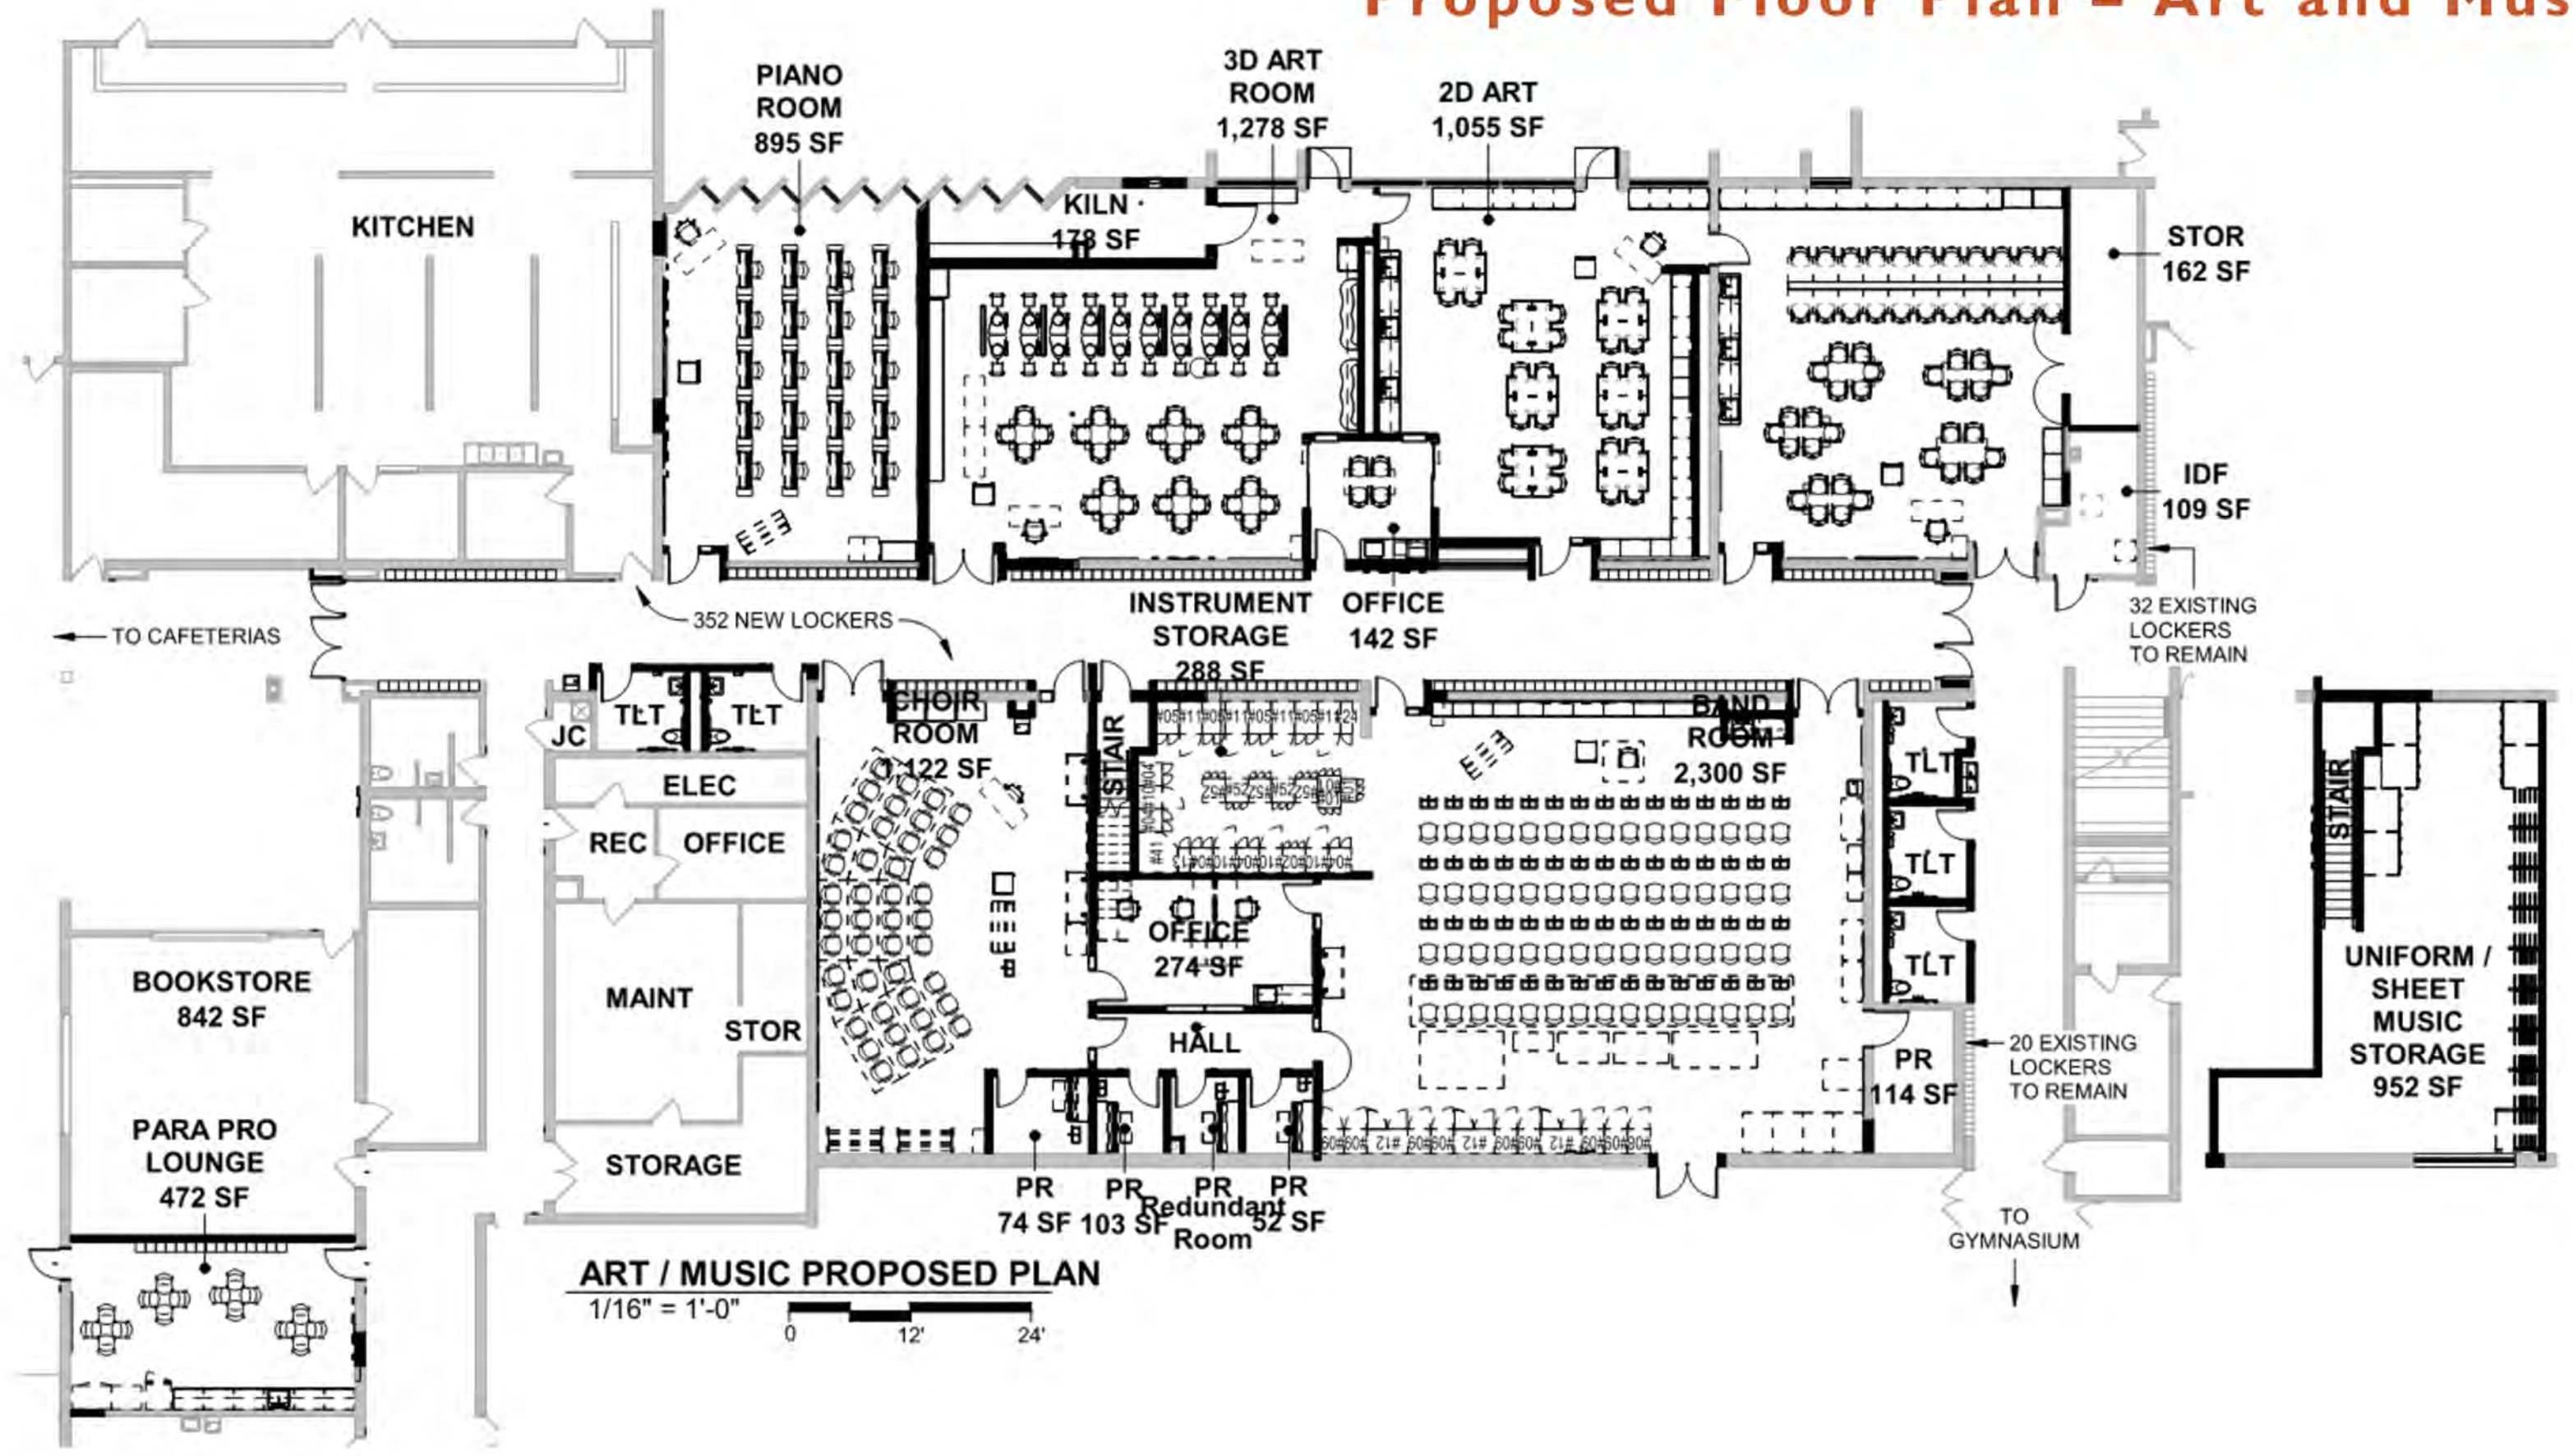 Proposed Floor Plan – Art and Mus
PIANO
ROOM
895 SF
3D ART
ROOM
1,278 SF
2D ART
1,055 SF
KITCHEN
KILN
178 SF
STOR
162 SF
IDF
109 SF
32 EXISTING
LOCKERS
TO REMAIN
TO CAFETERIAS
352 NEW LOCKERS
INSTRUMENT
STORAGE
288 SF
OFFICE
142 SF
TLT
TLT
JC
ELEC
REC
OFFICE
MAINT
STOR
STORAGE
CHOIR
ROOM
1,122 SF
STAIR
OFFICE
274 SF
HALL
BAND
ROOM
2,300 SF
TLT
TLT
TLT
PR
114 SF
20 EXISTING
LOCKERS
TO REMAIN
TO
GYMNASIUM
STAIR
UNIFORM /
SHEET
MUSIC
STORAGE
952 SF
BOOKSTORE
842 SF
PARA PRO
LOUNGE
472 SF
PR
74 SF
PR
103 SF
PR
Redundant
Room
PR
52 SF
ART / MUSIC PROPOSED PLAN
1/16" = 1'-0"
0 12' 24'